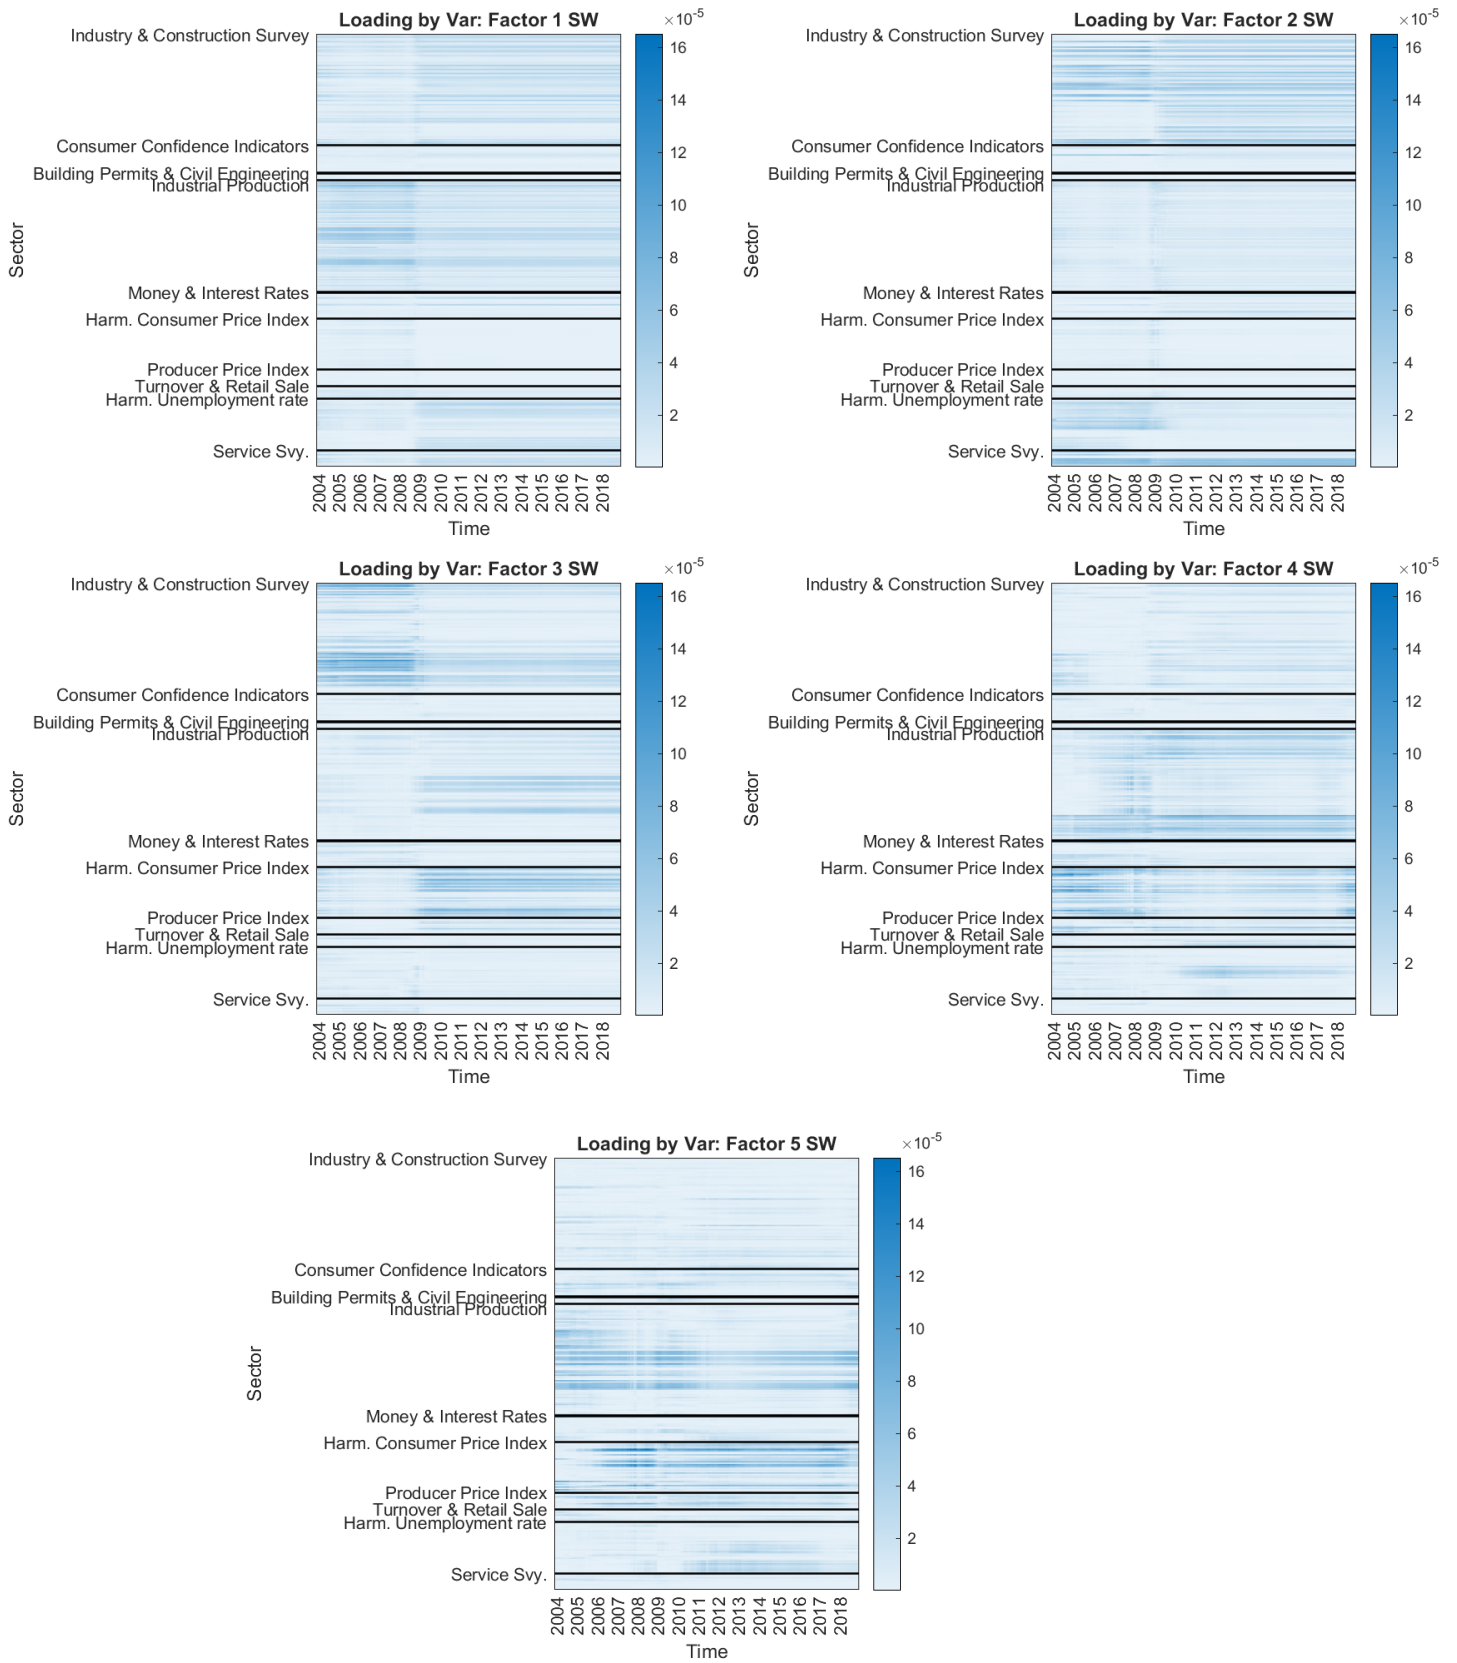 Loading by Var: Factor 1 SW
×10-5
Industry & Construction Survey
Consumer Confidence Indicators
Building Permits & Civil Engineering
Industrial Production
Money & Interest Rates
Harm. Consumer Price Index
Producer Price Index
Turnover & Retail Sale
Harm. Unemployment rate
Service Svy.
Sector
16
14
12
10
8
6
4
2
2004 2005 2006 2007 2008 2009 2010 2011 2012 2013 2014 2015 2016 2017 2018
Time
Loading by Var: Factor 2 SW
×10-5
Industry & Construction Survey
Consumer Confidence Indicators
Building Permits & Civil Engineering
Industrial Production
Money & Interest Rates
Harm. Consumer Price Index
Producer Price Index
Turnover & Retail Sale
Harm. Unemployment rate
Service Svy.
Sector
16
14
12
10
8
6
4
2
2004 2005 2006 2007 2008 2009 2010 2011 2012 2013 2014 2015 2016 2017 2018
Time
Loading by Var: Factor 3 SW
×10-5
Industry & Construction Survey
Consumer Confidence Indicators
Building Permits & Civil Engineering
Industrial Production
Money & Interest Rates
Harm. Consumer Price Index
Producer Price Index
Turnover & Retail Sale
Harm. Unemployment rate
Service Svy.
Sector
16
14
12
10
8
6
4
2
2004 2005 2006 2007 2008 2009 2010 2011 2012 2013 2014 2015 2016 2017 2018
Time
Loading by Var: Factor 4 SW
×10-5
Industry & Construction Survey
Consumer Confidence Indicators
Building Permits & Civil Engineering
Industrial Production
Money & Interest Rates
Harm. Consumer Price Index
Producer Price Index
Turnover & Retail Sale
Harm. Unemployment rate
Service Svy.
Sector
16
14
12
10
8
6
4
2
2004 2005 2006 2007 2008 2009 2010 2011 2012 2013 2014 2015 2016 2017 2018
Time
Loading by Var: Factor 5 SW
×10-5
Industry & Construction Survey
Consumer Confidence Indicators
Building Permits & Civil Engineering
Industrial Production
Money & Interest Rates
Harm. Consumer Price Index
Producer Price Index
Turnover & Retail Sale
Harm. Unemployment rate
Service Svy.
Sector
16
14
12
10
8
6
4
2
2004 2005 2006 2007 2008 2009 2010 2011 2012 2013 2014 2015 2016 2017 2018
Time